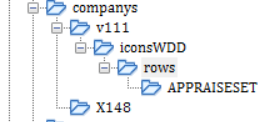 companys
v111
iconsWDD
rows
APPRAISESET
X148